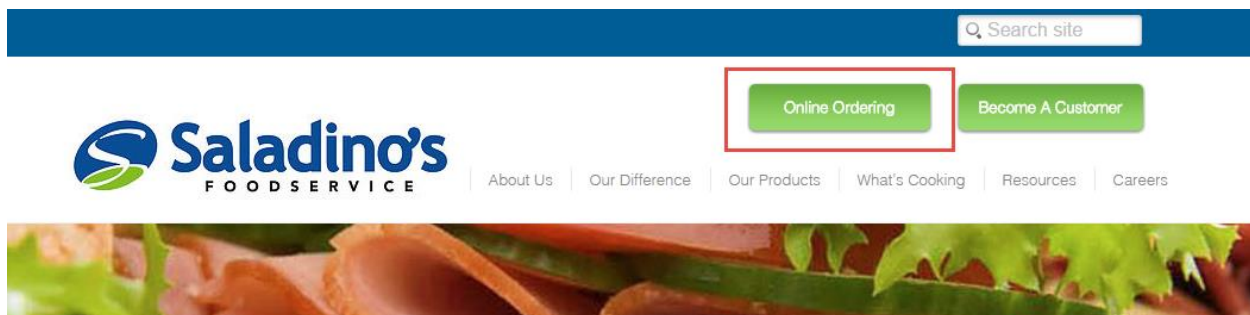 Search site
Online Ordering
Become A Customer
Saladino's
FOODSERVICE
About Us
Our Difference
Our Products
What's Cooking
Resources
Careers